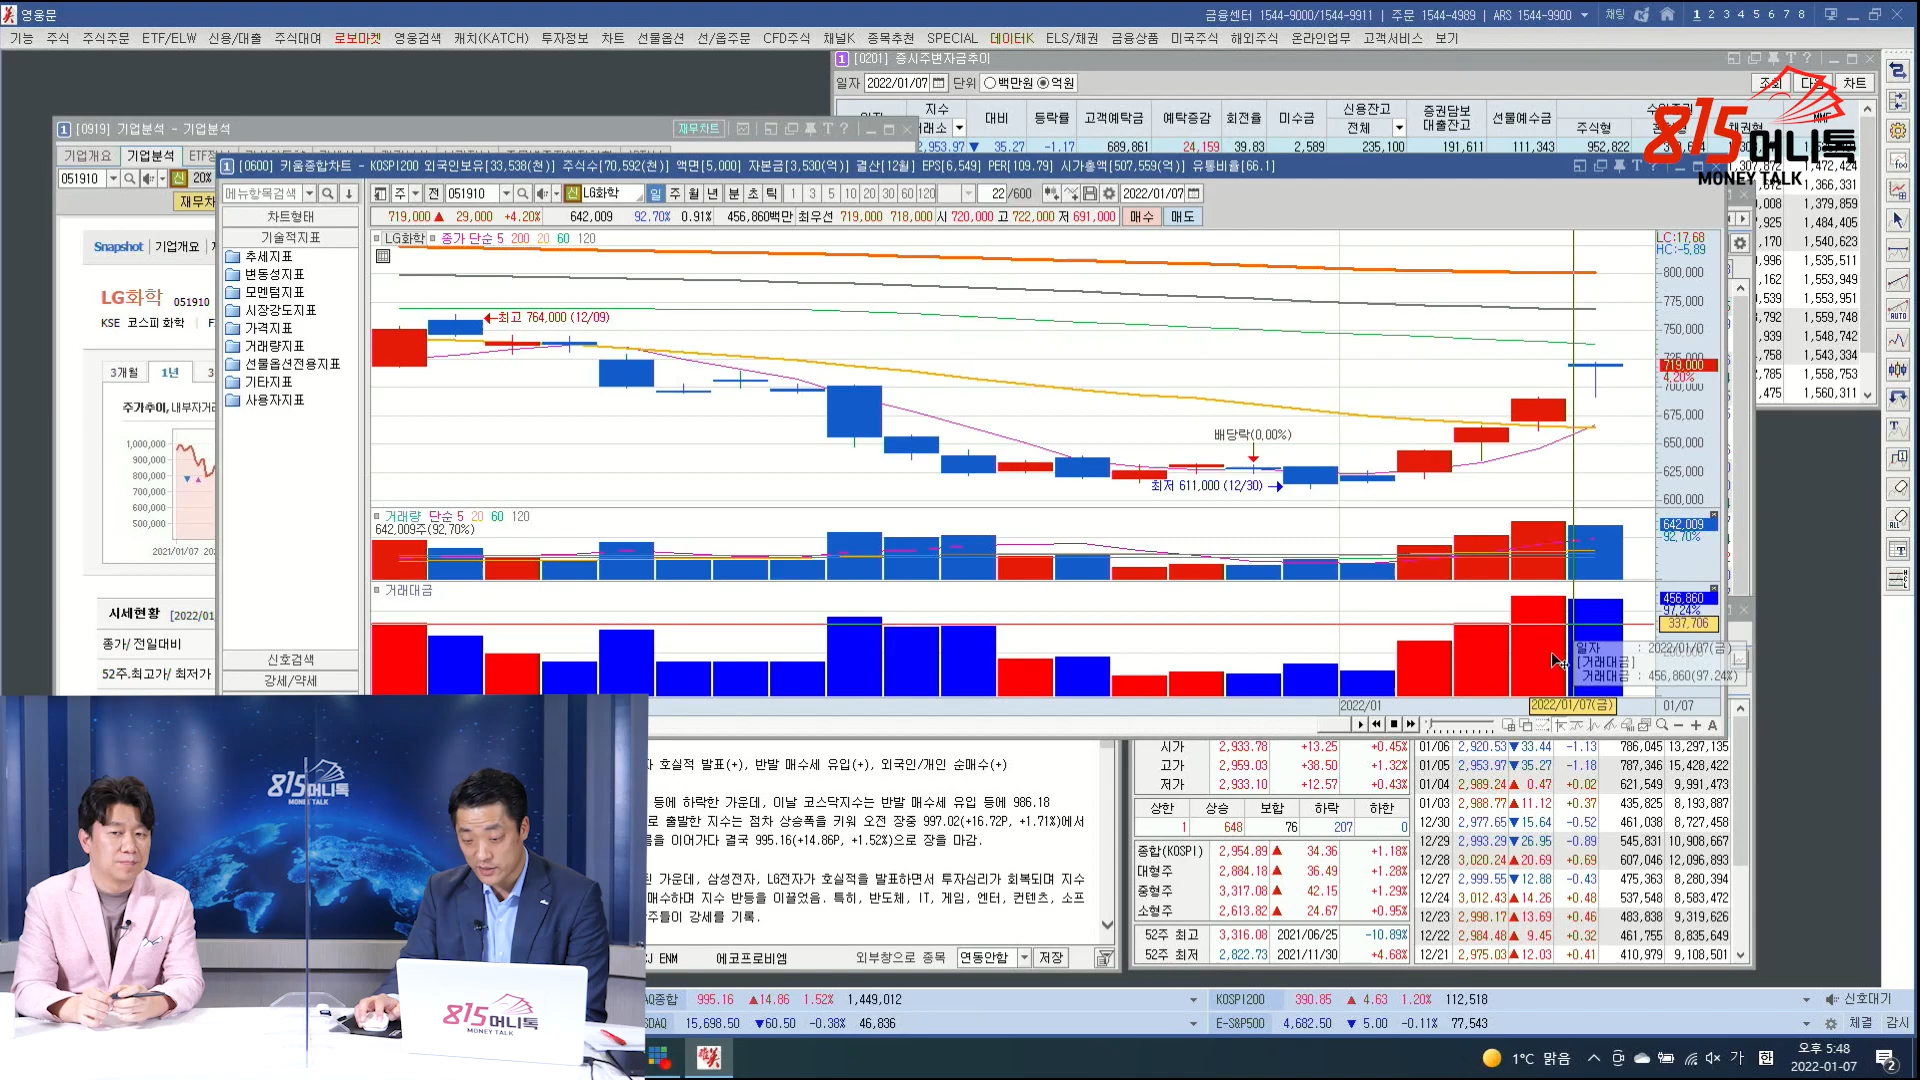 영웅문
금융센터 1544-9000/1544-9911 | 주문 1544-4989 | ARS 1544-9900 채팅 1 2 3 4 5 6 7 8
기능 주식 주식주문 ETF/ELW 신용/대출 주식대여 로보마켓 영웅검색 캐치(KATCH) 투자정보 차트 선물옵션 선/옵주문 CFD주식 채널K 종목추천 SPECIAL 데이터K ELS/채권 금융상품 미국주식 해외주식 온라인업무 고객서비스 보기
1 [0201] 증시주변자금추이
일자 2022/01/07 단위 백만원 억원 조회 차트
지수 대비 등락률 고객예탁금 예탁증감 회전율 미수금 신용잔고 전체 증권담보 대출잔고 선물예수금 주식형
2,953.97 ▼ 35.27 -1.17 689,861 24,159 39.83 2,589 235,100 191,611 111,343 952,822
815머니톡
MONEY TALK
1,472,424
1,366,331
1,379,859
1,484,405
1,540,623
1,535,511
1,553,949
1,553,951
1,559,748
1,548,742
1,543,334
1,558,753
1,560,311
1 [0919] 기업분석 - 기업분석 재무차트
기업개요 기업분석
051910 신 20%
Snapshot 기업개요
LG화학 051910
KSE 코스피 화학
3개월 1년
주가추이, 내부자거
1,000,000
900,000
800,000
700,000
600,000
500,000
2021/01/07
시세현황 [2022/01
종가/ 전일대비
52주.최고가/ 최저가
1 [0600] 키움종합차트 - KOSPI200 외국인보유[33,538(천)] 주식수[70,592(천)] 액면[5,000] 자본금[3,530(억)] 결산[12월] EPS[6,549] PER[109.79] 시가총액[507,559(억)] 유통비율[66.1]
메뉴항목검색 주 전 051910 신 LG화학 일 주 월 년 분 초 틱 1 3 5 10 20 30 60 120 22 /600 2022/01/07
719,000 ▲ 29,000 +4.20% 642,009 92.70% 0.91% 456,860백만 최우선 719,000 718,000 시 720,000 고 722,000 저 691,000 매수 매도
차트형태
기술적지표
추세지표
변동성지표
모멘텀지표
시장강도지표
가격지표
거래량지표
선물옵션전용지표
기타지표
사용자지표
신호검색
강세/약세
LG화학 종가 단순 5 200 20 60 120
LC:17.68
HC:-5.89
최고 764,000 (12/09)
배당락(0.00%)
최저 611,000 (12/30)
800,000
775,000
750,000
725,000
719,000
4.20%
700,000
675,000
650,000
625,000
600,000
거래량 단순 5 20 60 120
642,009주(92.70%)
642,009
92.70%
거래대금
456,860
97.24%
337,706
일자 : 2022/01/07(금)
[거래대금]
거래대금 : 456,860(97.24%)
2022/01 2022/01/07(금) 01/07
815머니톡
MONEY TALK
815머니톡
MONEY TALK
호실적 발표(+), 반발 매수세 유입(+), 외국인/개인 순매수(+)
등에 하락한 가운데, 이날 코스닥지수는 반발 매수세 유입 등에 986.18
로 출발한 지수는 점차 상승폭을 키워 오전 장중 997.02(+16.72P, +1.71%)에서
을 이어가다 결국 995.16(+14.86P, +1.52%)으로 장을 마감.
가운데, 삼성전자, LG전자가 호실적을 발표하면서 투자심리가 회복되며 지수
매수하며 지수 반등을 이끌었음. 특히, 반도체, IT, 게임, 엔터, 컨텐츠, 소프
주들이 강세를 기록.
CJ ENM 에코프로비엠 외부창으로 종목 연동안함 저장
시가 2,933.78 +13.25 +0.45%
고가 2,959.03 +38.50 +1.32%
저가 2,933.10 +12.57 +0.43%
상한 상승 보합 하락 하한
1 648 76 207 0
종합(KOSPI) 2,954.89 ▲ 34.36 +1.18%
대형주 2,884.18 ▲ 36.49 +1.28%
중형주 3,317.08 ▲ 42.15 +1.29%
소형주 2,613.82 ▲ 24.67 +0.95%
52주 최고 3,316.08 2021/06/25 -10.89%
52주 최저 2,822.73 2021/11/30 +4.68%
01/06 2,920.53 ▼ 33.44 -1.13 786,045 13,297,135
01/05 2,953.97 ▼ 35.27 -1.18 787,346 15,428,422
01/04 2,989.24 ▲ 0.47 +0.02 621,549 9,991,473
01/03 2,988.77 ▲ 11.12 +0.37 435,825 8,193,887
12/30 2,977.65 ▼ 15.64 -0.52 461,038 8,727,458
12/29 2,993.29 ▼ 26.95 -0.89 545,831 10,908,667
12/28 3,020.24 ▲ 20.69 +0.69 607,046 12,096,893
12/27 2,999.55 ▼ 12.88 -0.43 475,363 8,280,394
12/24 3,012.43 ▲ 14.26 +0.48 537,548 8,583,472
12/23 2,998.17 ▲ 13.69 +0.46 483,838 9,319,626
12/22 2,984.48 ▲ 9.45 +0.32 461,755 8,835,649
12/21 2,975.03 ▲ 12.03 +0.41 410,979 9,108,501
AQ종합 995.16 ▲ 14.86 1.52% 1,449,012 KOSPI200 390.85 ▲ 4.63 1.20% 112,518 신호대기
SDAQ 15,698.50 ▼ 60.50 -0.38% 46,836 E-S&P500 4,682.50 ▼ 5.00 -0.11% 77,543 체결 감시
1°C 맑음 가 오후 5:48
2022-01-07 2